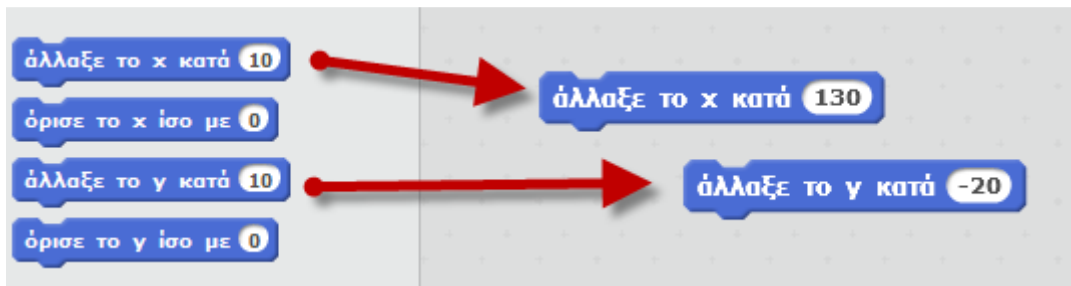 άλλαξε το x κατά 10
όρισε το x ίσο με 0
άλλαξε το y κατά 10
όρισε το y ίσο με 0
άλλαξε το x κατά 130
άλλαξε το y κατά -20